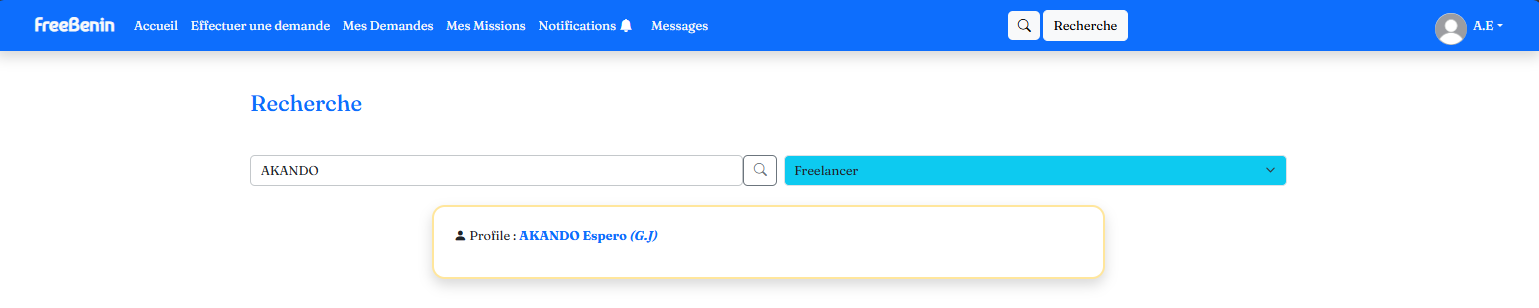 FreeBenin Accueil Effectuer une demande Mes Demandes Mes Missions Notifications Messages Recherche A.E
Recherche
AKANDO Freelancer
Profile : AKANDO Espero (G.J)